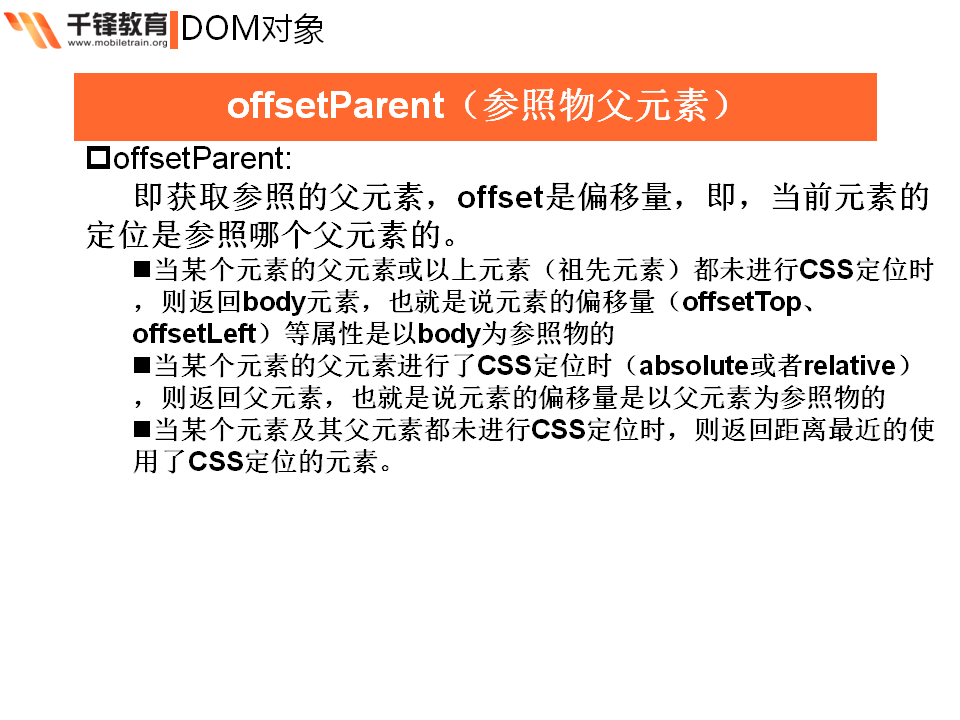 千锋教育
www.mobiletrain.org
DOM对象
offsetParent（参照物父元素）
offsetParent:
即获取参照的父元素，offset是偏移量，即，当前元素的
定位是参照哪个父元素的。
■当某个元素的父元素或以上元素（祖先元素）都未进行CSS定位时
，则返回body元素，也就是说元素的偏移量（offsetTop、
offsetLeft）等属性是以body为参照物的
■当某个元素的父元素进行了CSS定位时（absolute或者relative）
，则返回父元素，也就是说元素的偏移量是以父元素为参照物的
■当某个元素及其父元素都未进行CSS定位时，则返回距离最近的使
用了CSS定位的元素。